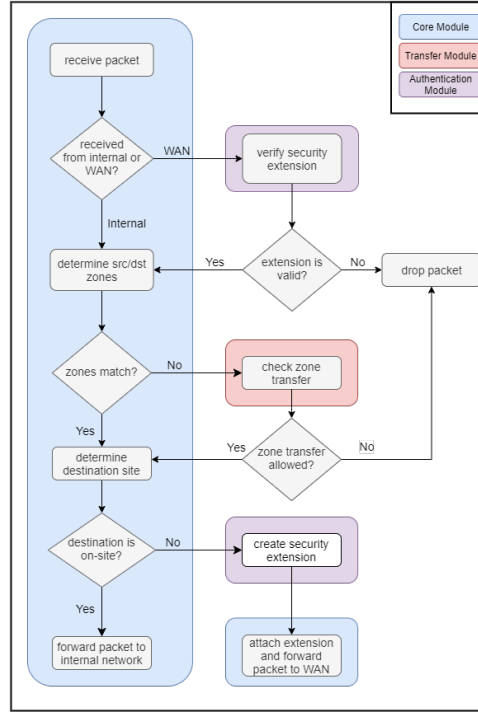 Core Module
Transfer Module
Authentication
Module
receive packet
received
from internal or
WAN?
WAN
verify security
extension
Internal
determine src/dst
zones
Yes
extension is
valid?
No
drop packet
zones match?
No
check zone
transfer
Yes
determine
destination site
Yes
zone transfer
allowed?
No
destination is
on-site?
No
create security
extension
Yes
forward packet to
internal network
attach extension
and forward
packet to WAN